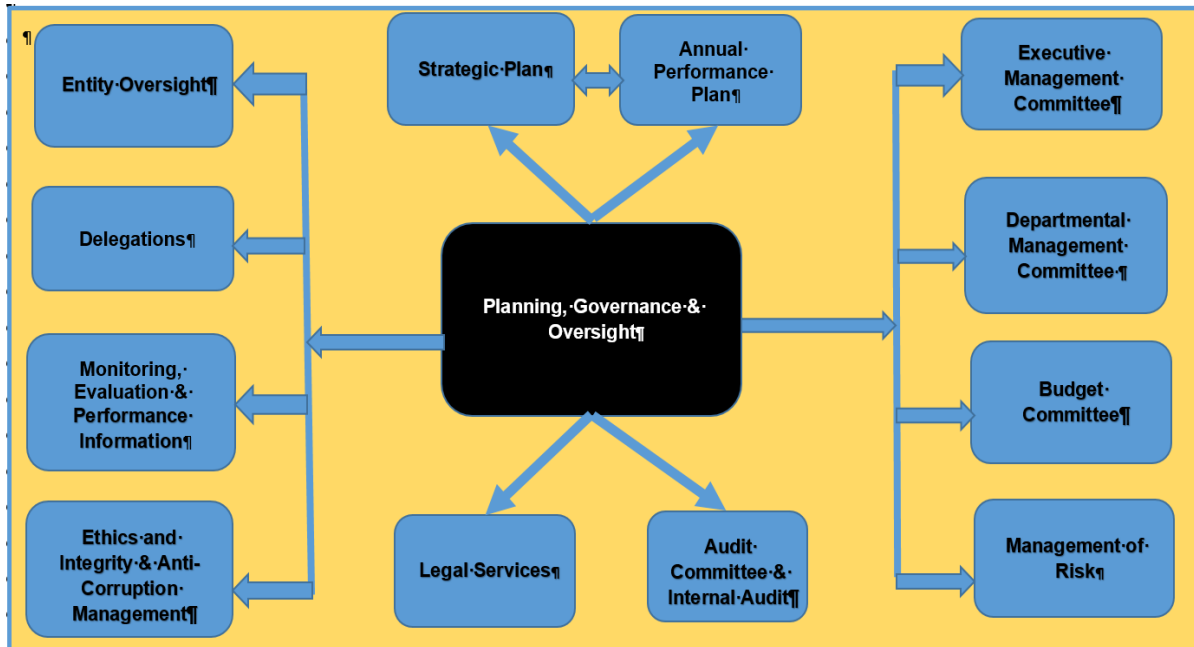 ¶
Entity·Oversight¶
Strategic·Plan¶
Annual·
Performance·
Plan¶
Executive·
Management·
Committee¶
Delegations¶
Departmental·
Management·
Committee·¶
Planning,·Governance·&·
Oversight¶
Monitoring,·
Evaluation·&·
Performance·
Information¶
Budget·
Committee¶
Ethics·and·
Integrity·&·Anti-
Corruption·
Management¶
Legal·Services¶
Audit·
Committee·&·
Internal·Audit¶
Management·of·
Risk¶